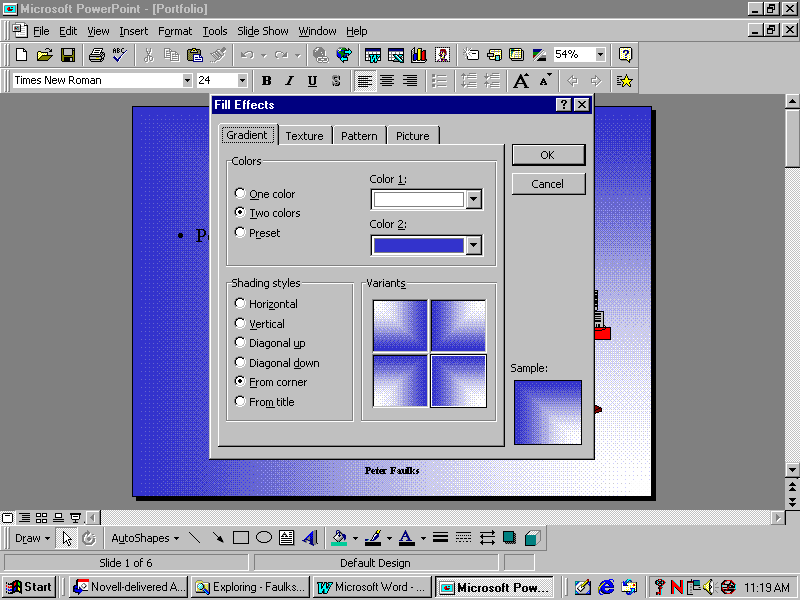 Microsoft PowerPoint - [Portfolio]
File Edit View Insert Format Tools Slide Show Window Help
ABC 54% ?
Times New Roman 24 B I U S A A
Fill Effects ?
Gradient Texture Pattern Picture
OK
Cancel
Colors
One color
Two colors
Preset
Color 1:
Color 2:
Shading styles
Horizontal
Vertical
Diagonal up
Diagonal down
From corner
From title
Variants
Sample:
Peter Faulks
Draw AutoShapes A A
Slide 1 of 6 Default Design
Start Novell-delivered A... Exploring - Faulks... Microsoft Word - ... Microsoft Pow... 11:19 AM